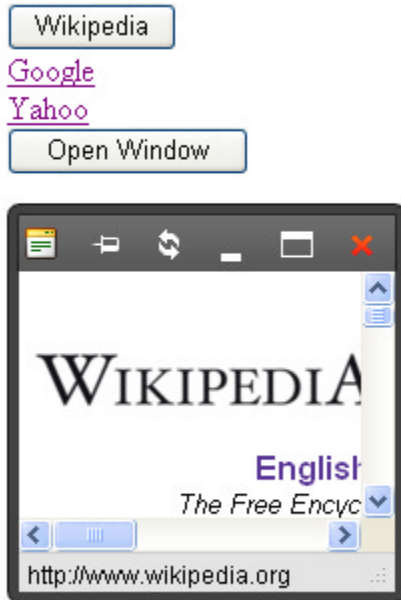 Wikipedia
Google
Yahoo
Open Window
WIKIPEDIA
English
The Free Encyc
http://www.wikipedia.org